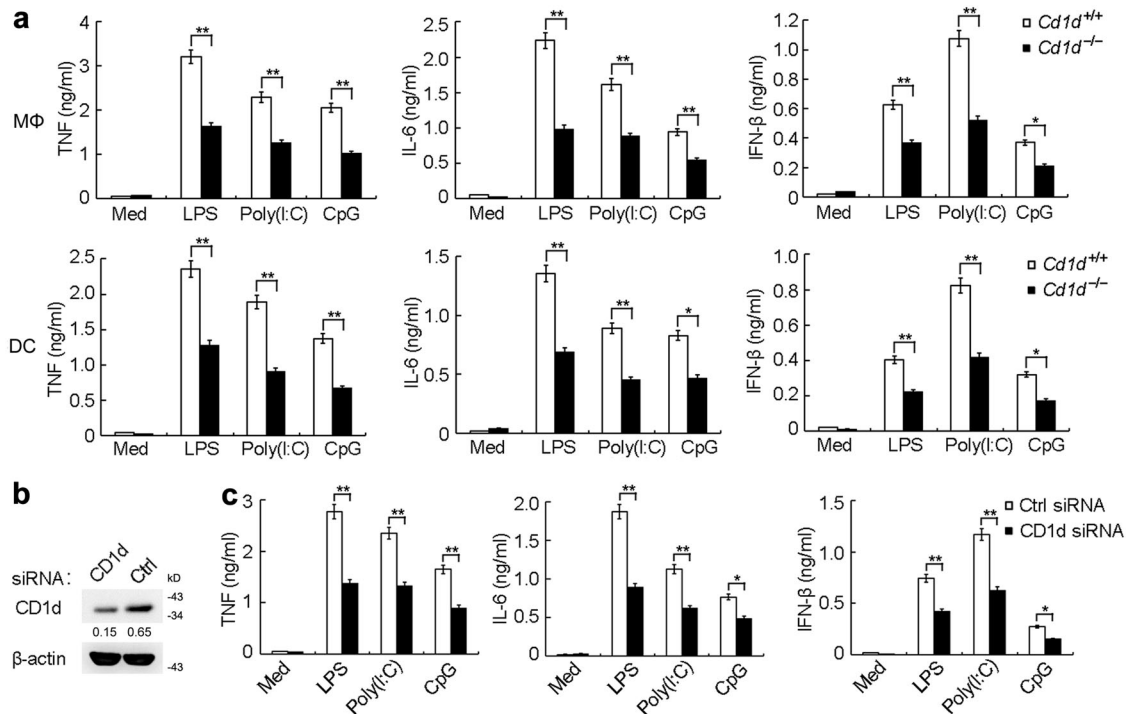 a
MΦ
TNF (ng/ml)
4
3
2
1
0
**
**
**
Med LPS Poly(I:C) CpG
IL-6 (ng/ml)
2.5
2.0
1.5
1.0
0.5
0
**
**
**
Med LPS Poly(I:C) CpG
IFN-β (ng/ml)
1.2
1.0
0.8
0.6
0.4
0.2
0
**
**
*
Med LPS Poly(I:C) CpG
Cd1d+/+
Cd1d−/−
DC
TNF (ng/ml)
2.5
2.0
1.5
1.0
0.5
0
**
**
**
Med LPS Poly(I:C) CpG
IL-6 (ng/ml)
1.5
1.0
0.5
0
**
**
*
Med LPS Poly(I:C) CpG
IFN-β (ng/ml)
1.0
0.8
0.6
0.4
0.2
0
**
**
*
Med LPS Poly(I:C) CpG
Cd1d+/+
Cd1d−/−
b
siRNA: CD1d Ctrl kD
CD1d
-43
-34
0.15 0.65
β-actin -43
c
TNF (ng/ml)
3
2
1
0
**
**
**
Med LPS Poly(I:C) CpG
IL-6 (ng/ml)
2.0
1.5
1.0
0.5
0.0
**
**
*
Med LPS Poly(I:C) CpG
IFN-β (ng/ml)
1.5
1.0
0.5
0
**
**
*
Med LPS Poly(I:C) CpG
Ctrl siRNA
CD1d siRNA